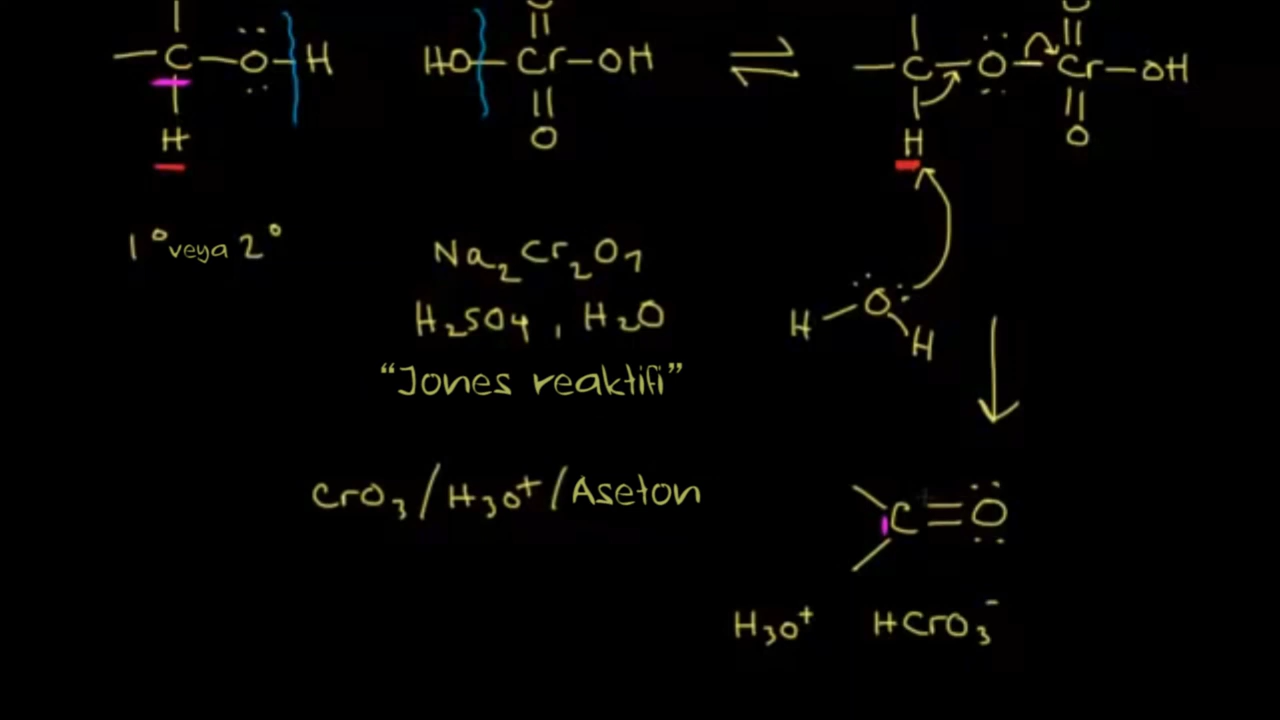 C O H HO Cr OH C O Cr OH
H O H O
1° veya 2°
Na₂Cr₂O₇
H₂SO₄, H₂O
H O H
“Jones reaktifi”
CrO₃/H₃O⁺/Aseton
C=O
H₃O⁺ HCrO₃⁻